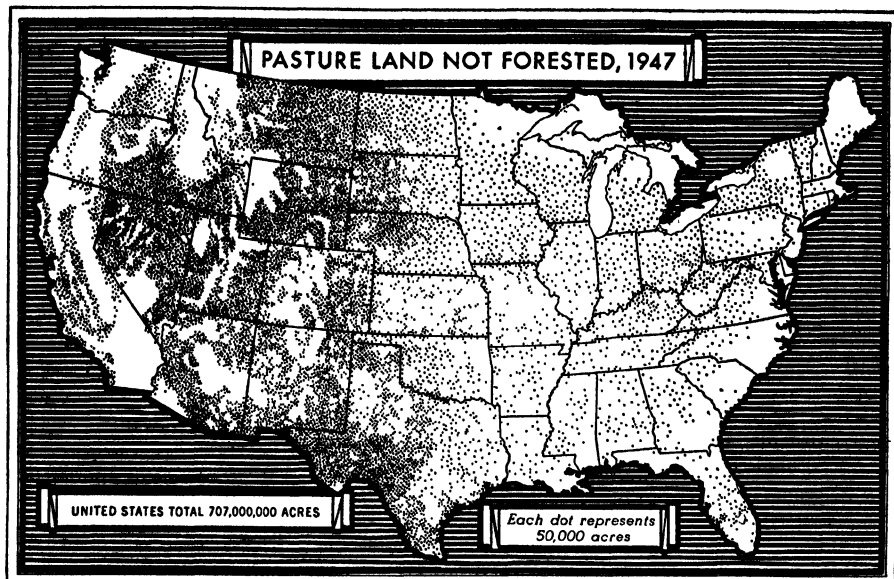 PASTURE LAND NOT FORESTED, 1947
UNITED STATES TOTAL 707,000,000 ACRES
Each dot represents
50,000 acres